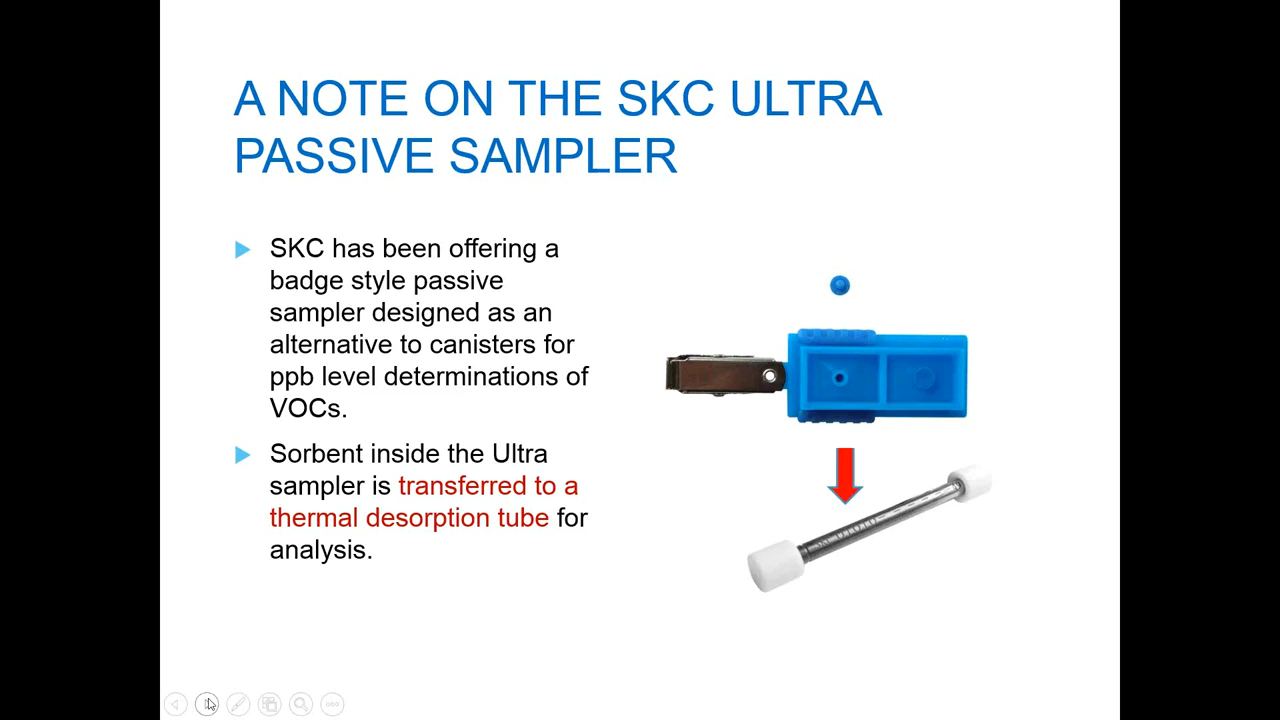 A NOTE ON THE SKC ULTRA
PASSIVE SAMPLER
SKC has been offering a
badge style passive
sampler designed as an
alternative to canisters for
ppb level determinations of
VOCs.
Sorbent inside the Ultra
sampler is transferred to a
thermal desorption tube for
analysis.